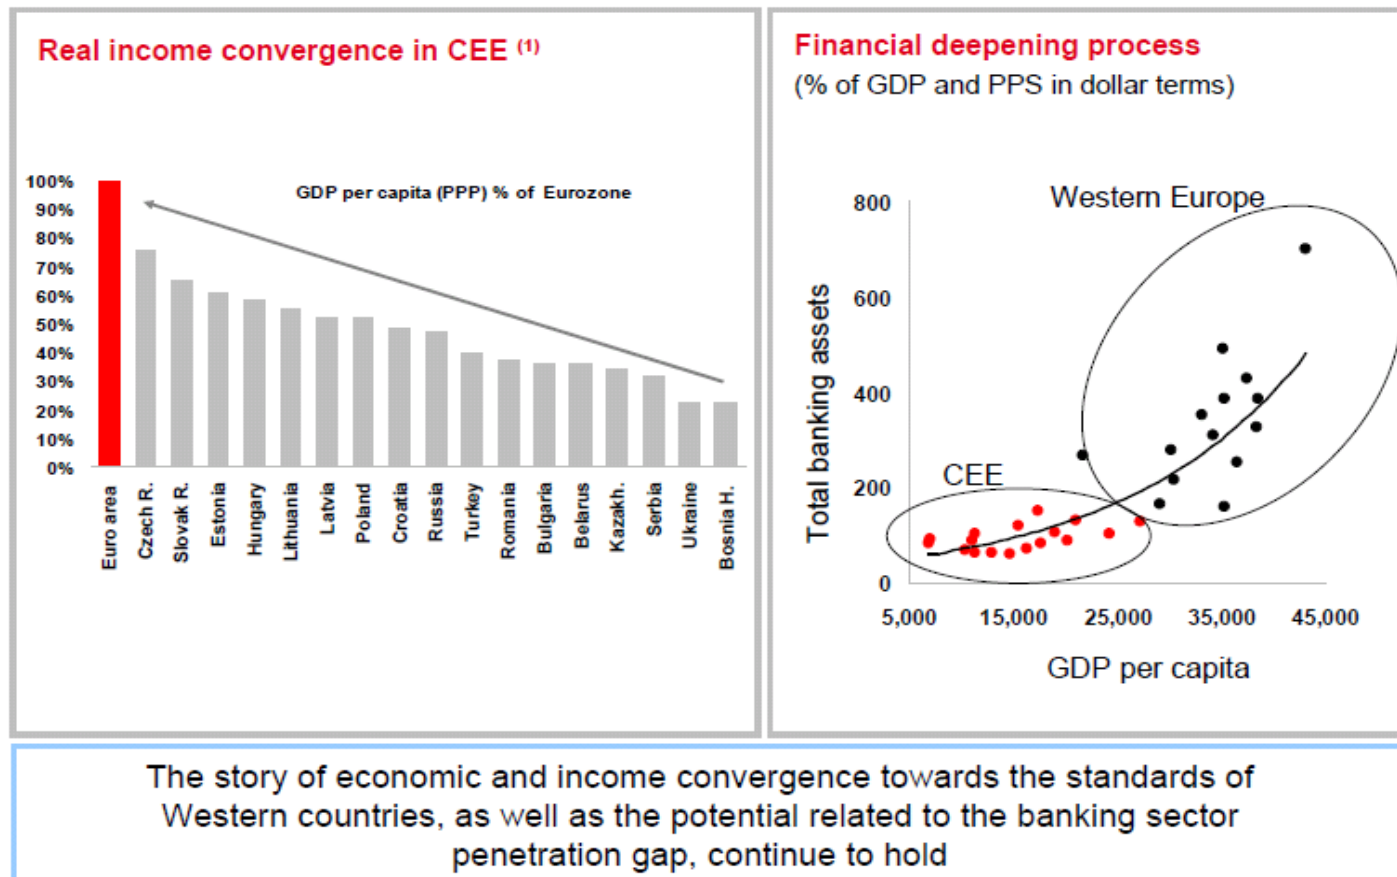 Real income convergence in CEE (1)
GDP per capita (PPP) % of Eurozone
100%
90%
80%
70%
60%
50%
40%
30%
20%
10%
0%
Euro area
Czech R.
Slovak R.
Estonia
Hungary
Lithuania
Latvia
Poland
Croatia
Russia
Turkey
Romania
Bulgaria
Belarus
Kazakh.
Serbia
Ukraine
Bosnia H.
Financial deepening process
(% of GDP and PPS in dollar terms)
Western Europe
CEE
Total banking assets
800
600
400
200
0
5,000 15,000 25,000 35,000 45,000
GDP per capita
The story of economic and income convergence towards the standards of
Western countries, as well as the potential related to the banking sector
penetration gap, continue to hold